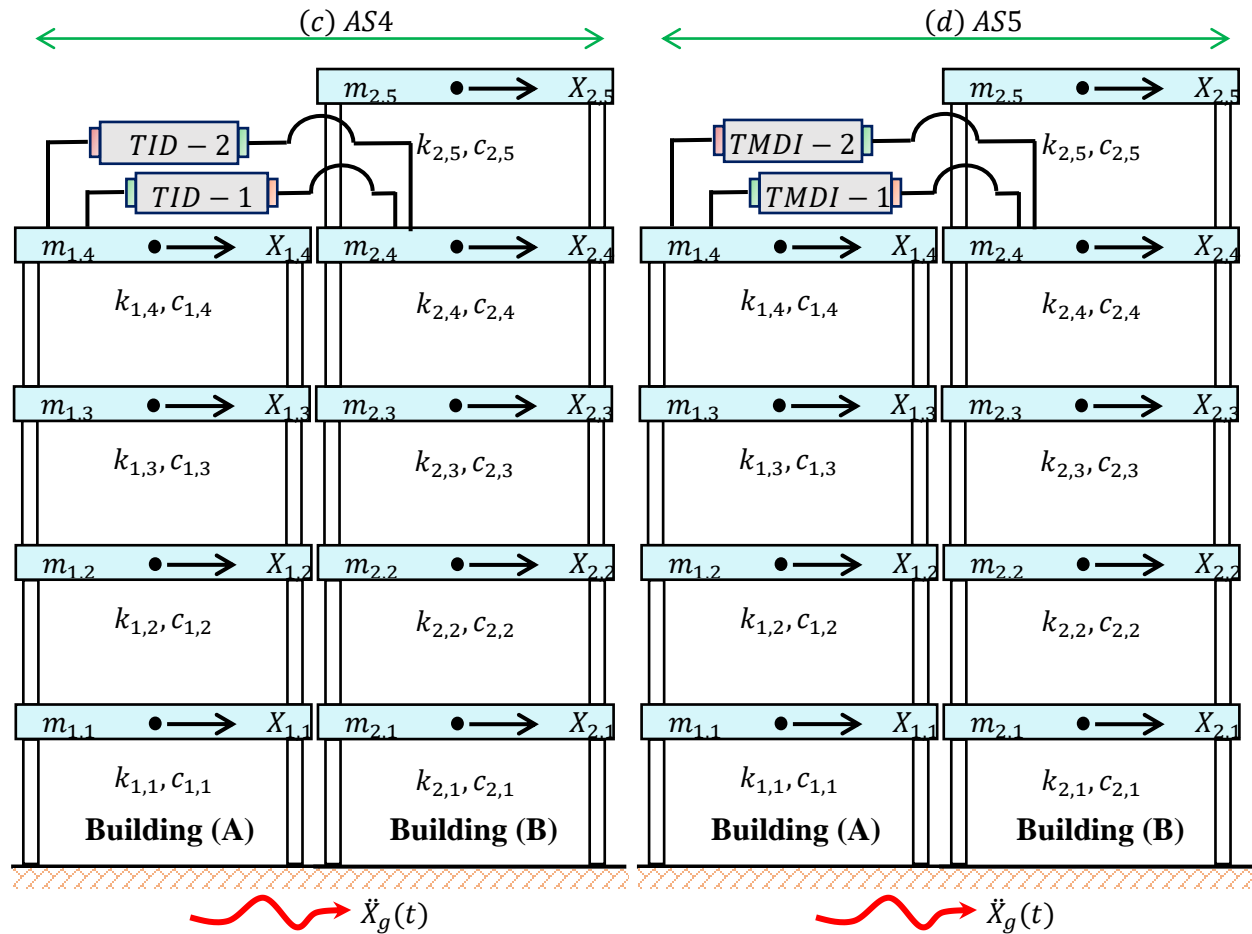 (c) AS4
(d) AS5
m₂,₅ X₂,₅
m₂,₅ X₂,₅
TID − 2
k₂,₅, c₂,₅
TID − 1
TMDI − 2
k₂,₅, c₂,₅
TMDI − 1
m₁,₄ X₁,₄ m₂,₄ X₂,₄
m₁,₄ X₁,₄ m₂,₄ X₂,₄
k₁,₄, c₁,₄ k₂,₄, c₂,₄
k₁,₄, c₁,₄ k₂,₄, c₂,₄
m₁,₃ X₁,₃ m₂,₃ X₂,₃
m₁,₃ X₁,₃ m₂,₃ X₂,₃
k₁,₃, c₁,₃ k₂,₃, c₂,₃
k₁,₃, c₁,₃ k₂,₃, c₂,₃
m₁,₂ X₁,₂ m₂,₂ X₂,₂
m₁,₂ X₁,₂ m₂,₂ X₂,₂
k₁,₂, c₁,₂ k₂,₂, c₂,₂
k₁,₂, c₁,₂ k₂,₂, c₂,₂
m₁,₁ X₁,₁ m₂,₁ X₂,₁
m₁,₁ X₁,₁ m₂,₁ X₂,₁
k₁,₁, c₁,₁ k₂,₁, c₂,₁
k₁,₁, c₁,₁ k₂,₁, c₂,₁
Building (A) Building (B)
Building (A) Building (B)
Ẍg(t)
Ẍg(t)